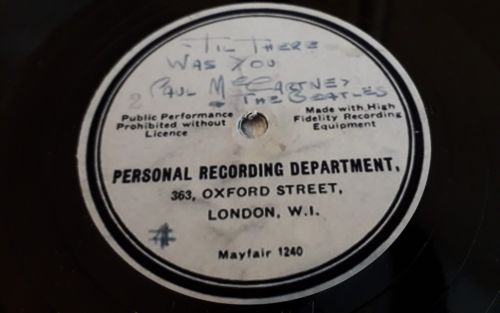 'TIL THERE
WAS YOU
2 PAUL McCARTNEY
& THE BEATLES
Public Performance
Prohibited without
Licence
Made with High
Fidelity Recording
Equipment
PERSONAL RECORDING DEPARTMENT,
363, OXFORD STREET,
LONDON, W.I.
Mayfair 1240